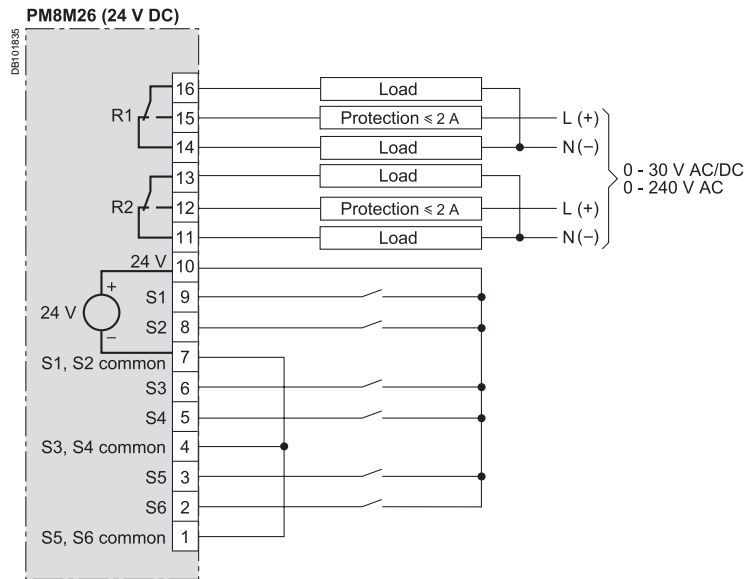 PM8M26 (24 V DC)
DB101835
16 Load
R1 15 Protection ⩽ 2 A L (+)
14 Load N (–)
13 Load 0 - 30 V AC/DC
0 - 240 V AC
R2 12 Protection ⩽ 2 A L (+)
11 Load N (–)
24 V 10
+
S1 9
24 V
S2 8
–
S1, S2 common 7
S3 6
S4 5
S3, S4 common 4
S5 3
S6 2
S5, S6 common 1